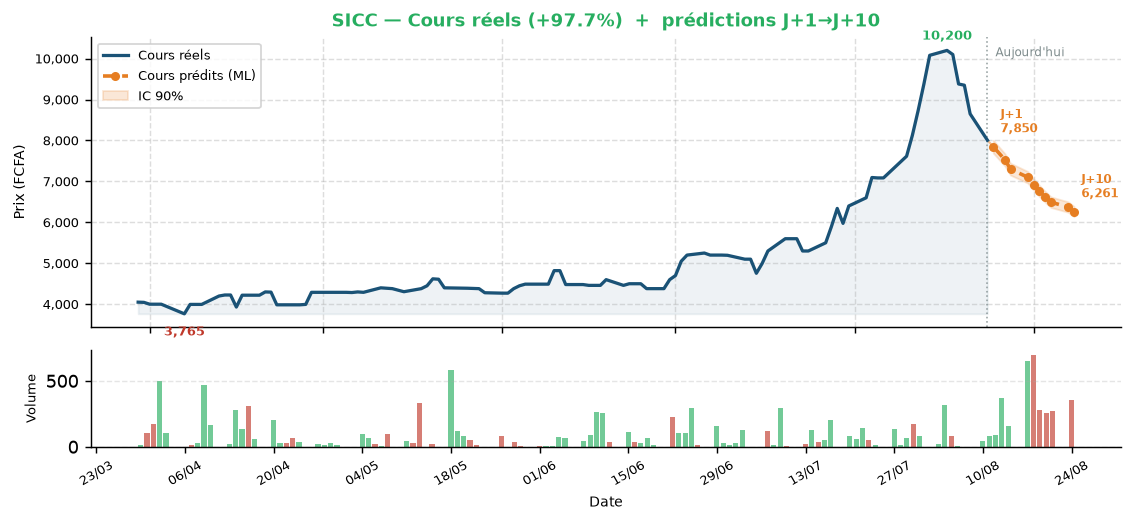 SICC — Cours réels (+97.7%)  +  prédictions J+1→J+10
10,200
Aujourd'hui
Cours réels
Cours prédits (ML)
IC 90%
J+1
7,850
J+10
6,261
3,765
Prix (FCFA)
10,000
9,000
8,000
7,000
6,000
5,000
4,000
Volume
500
0
23/03
06/04
20/04
04/05
18/05
01/06
15/06
29/06
13/07
27/07
10/08
24/08
Date